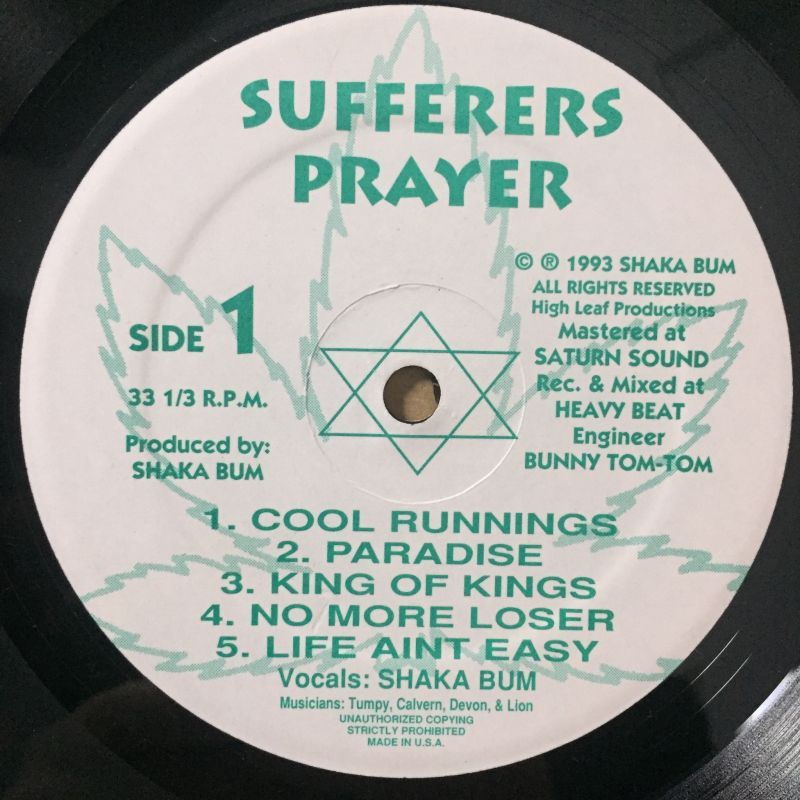 SUFFERERS
PRAYER
SIDE 1
33 1/3 R.P.M.
Produced by:
SHAKA BUM
© ® 1993 SHAKA BUM
ALL RIGHTS RESERVED
High Leaf Productions
Mastered at
SATURN SOUND
Rec. & Mixed at
HEAVY BEAT
Engineer
BUNNY TOM-TOM
1. COOL RUNNINGS
2. PARADISE
3. KING OF KINGS
4. NO MORE LOSER
5. LIFE AINT EASY
Vocals: SHAKA BUM
Musicians: Tumpy, Calvern, Devon, & Lion
UNAUTHORIZED COPYING
STRICTLY PROHIBITED
MADE IN U.S.A.